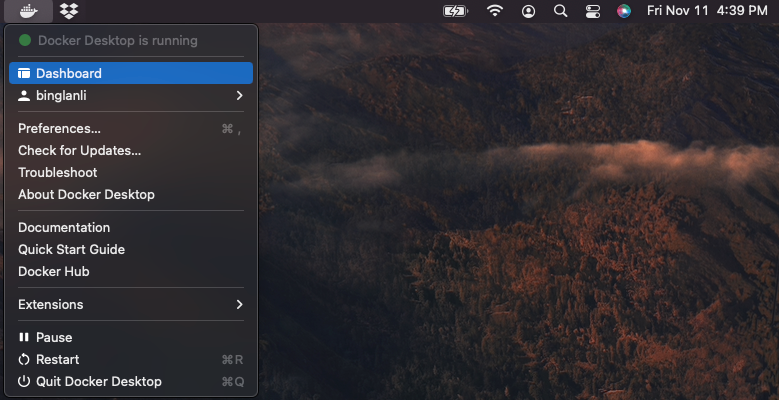 Fri Nov 11 4:39 PM
Docker Desktop is running
Dashboard
binglanli
Preferences... ⌘ ,
Check for Updates...
Troubleshoot
About Docker Desktop
Documentation
Quick Start Guide
Docker Hub
Extensions
Pause
Restart ⌘R
Quit Docker Desktop ⌘Q